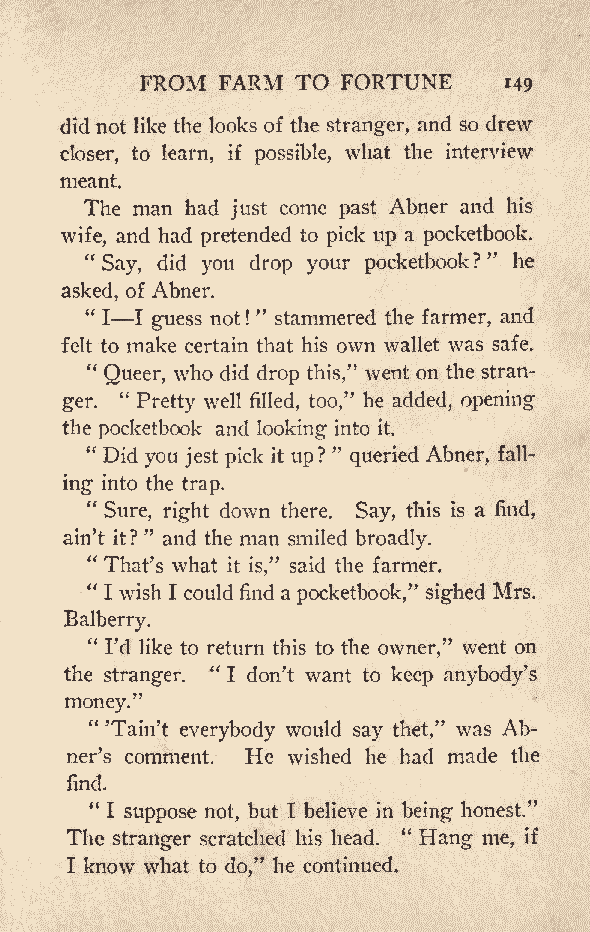 FROM FARM TO FORTUNE 149
did not like the looks of the stranger, and so drew
closer, to learn, if possible, what the interview
meant.
The man had just come past Abner and his
wife, and had pretended to pick up a pocketbook.
“ Say, did you drop your pocketbook? ” he
asked, of Abner.
“ I—I guess not! ” stammered the farmer, and
felt to make certain that his own wallet was safe.
“ Queer, who did drop this,” went on the stran-
ger. “ Pretty well filled, too,” he added, opening
the pocketbook and looking into it.
“ Did you jest pick it up? ” queried Abner, fall-
ing into the trap.
“ Sure, right down there. Say, this is a find,
ain't it? ” and the man smiled broadly.
“ That's what it is,” said the farmer.
“ I wish I could find a pocketbook,” sighed Mrs.
Balberry.
“ I'd like to return this to the owner,” went on
the stranger. “ I don't want to keep anybody's
money.”
“ 'Tain't everybody would say thet,” was Ab-
ner's comment. He wished he had made the
find.
“ I suppose not, but I believe in being honest.”
The stranger scratched his head. “ Hang me, if
I know what to do,” he continued.